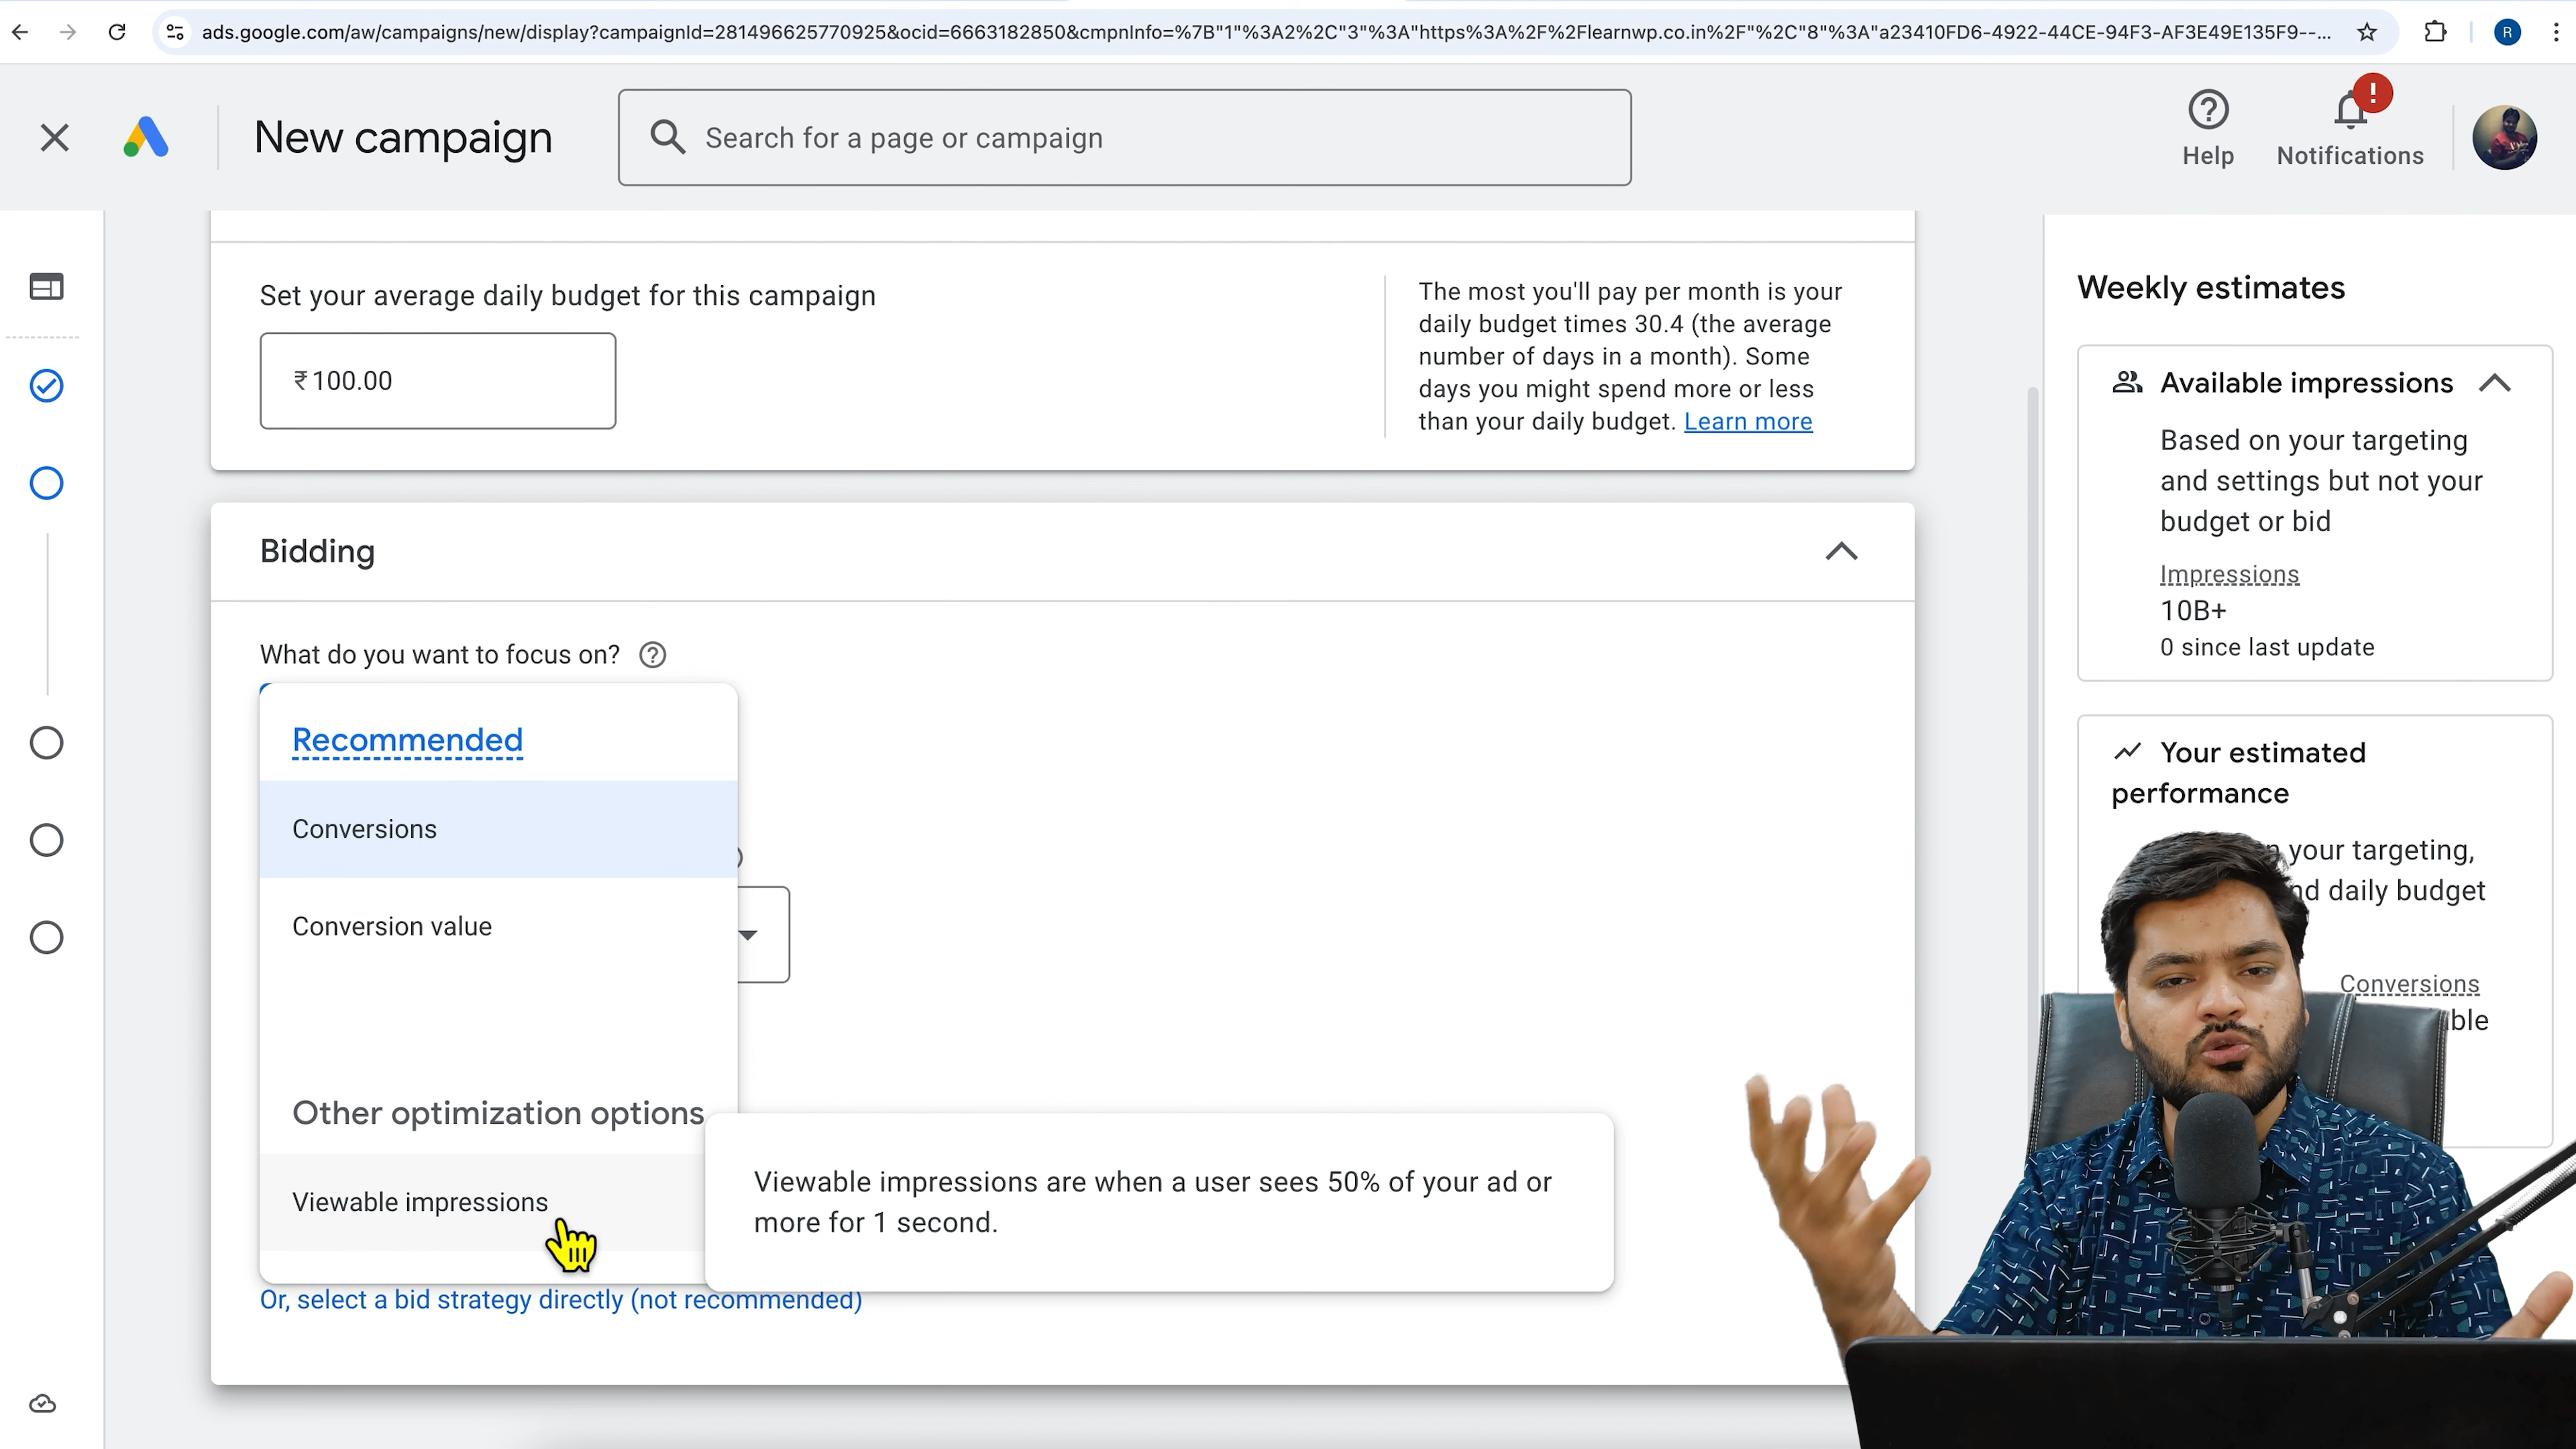 ads.google.com/aw/campaigns/new/display?campaignId=281496625770925&ocid=6663182850&cmpnInfo=%7B"1"%3A2%2C"3"%3A"https%3A%2F%2Flearnwp.co.in%2F"%2C"8"%3A"a23410FD6-4922-44CE-94F3-AF3E49E135F9--...
R
New campaign
Search for a page or campaign
Help
!
Notifications
Set your average daily budget for this campaign
₹100.00
The most you'll pay per month is your
daily budget times 30.4 (the average
number of days in a month). Some
days you might spend more or less
than your daily budget. Learn more
Bidding
What do you want to focus on?
Recommended
Conversions
Conversion value
Other optimization options
Viewable impressions
Viewable impressions are when a user sees 50% of your ad or
more for 1 second.
Or, select a bid strategy directly (not recommended)
Weekly estimates
Available impressions
Based on your targeting
and settings but not your
budget or bid
Impressions
10B+
0 since last update
Your estimated
performance
your targeting,
daily budget
Conversions